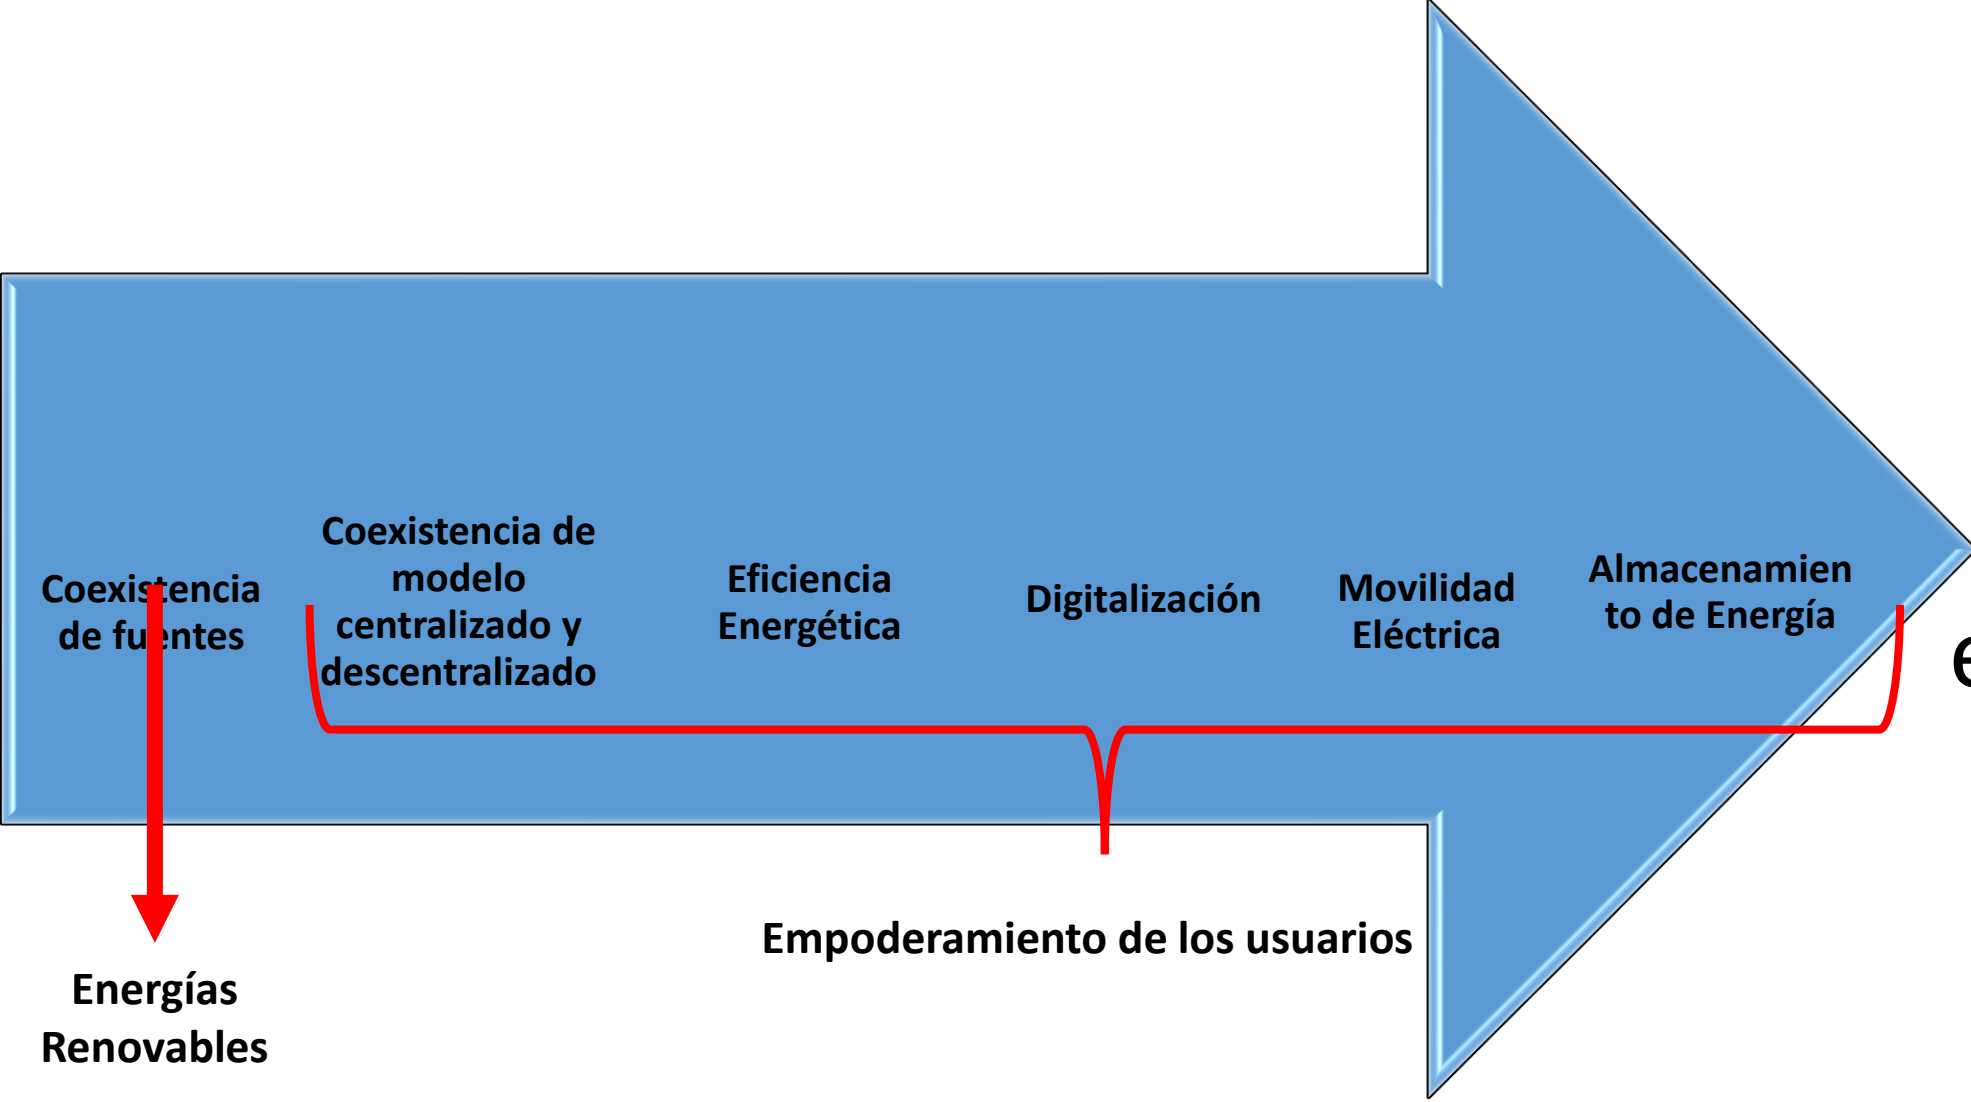 Coexistencia
de fuentes
Coexistencia de
modelo
centralizado y
descentralizado
Eficiencia
Energética
Digitalización
Movilidad
Eléctrica
Almacenamien
to de Energía
e
Empoderamiento de los usuarios
Energías
Renovables